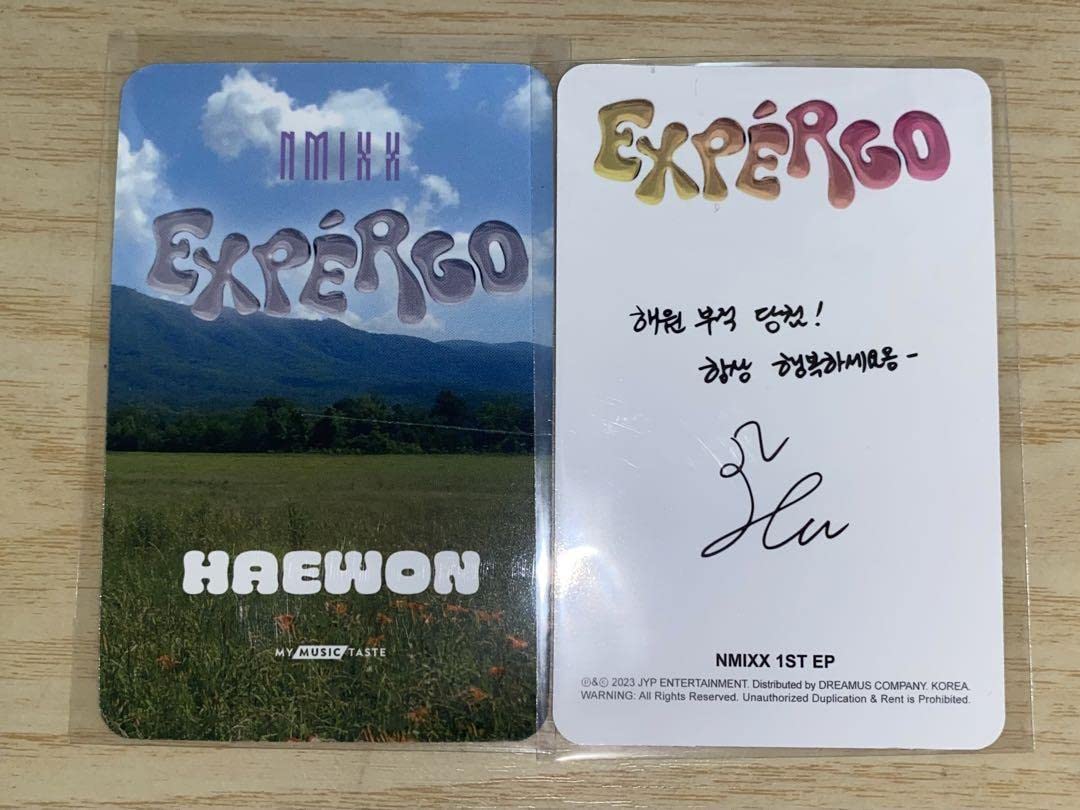 NMIXX
EXPÉRGO
HAEWON
MY MUSIC TASTE
EXPÉRGO
해원 부적 당첨!
항상 행복하세요용-
NMIXX 1ST EP
℗&© 2023 JYP ENTERTAINMENT. Distributed by DREAMUS COMPANY. KOREA.
WARNING: All Rights Reserved. Unauthorized Duplication & Rent is Prohibited.